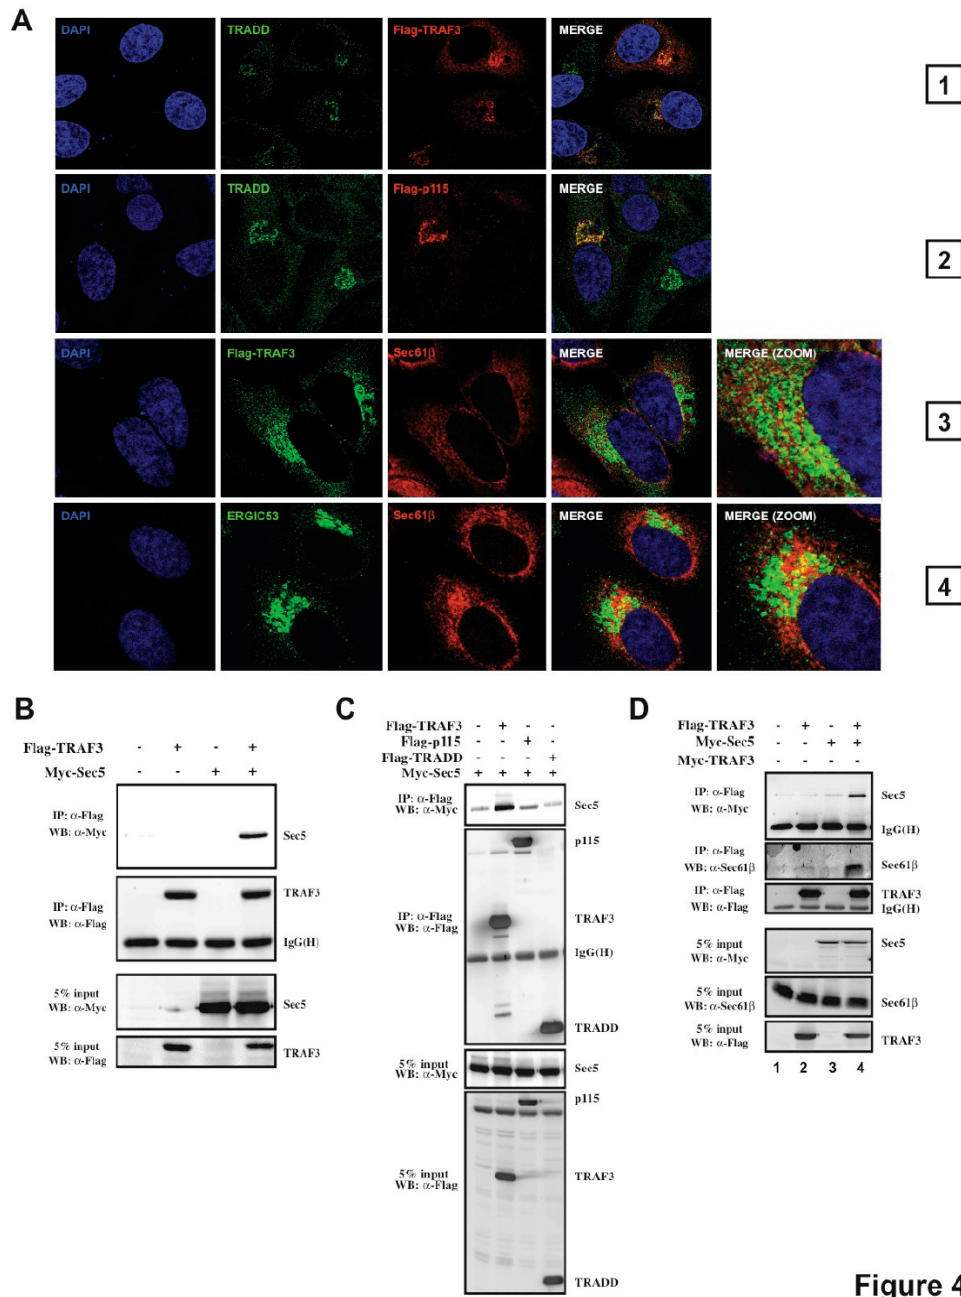 A
DAPI TRADD Flag-TRAF3 MERGE
1
DAPI TRADD Flag-p115 MERGE
2
DAPI Flag-TRAF3 Sec61β MERGE MERGE (ZOOM)
3
DAPI ERGIC53 Sec61β MERGE MERGE (ZOOM)
4
B
Flag-TRAF3 - + - +
Myc-Sec5 - - + +
IP: α-Flag
WB: α-Myc
Sec5
IP: α-Flag
WB: α-Flag
TRAF3
IgG(H)
5% input
WB: α-Myc
Sec5
5% input
WB: α-Flag
TRAF3
C
Flag-TRAF3 - + - -
Flag-p115 - - + -
Flag-TRADD - - - +
Myc-Sec5 + + + +
IP: α-Flag
WB: α-Myc
Sec5
p115
IP: α-Flag
WB: α-Flag
TRAF3
IgG(H)
TRADD
5% input
WB: α-Myc
Sec5
p115
5% input
WB: α-Flag
TRAF3
TRADD
D
Flag-TRAF3 - + - +
Myc-Sec5 - - + +
Myc-TRAF3 - - - -
IP: α-Flag
WB: α-Myc
Sec5
IgG(H)
IP: α-Flag
WB: α-Sec61β
Sec61β
IP: α-Flag
WB: α-Flag
TRAF3
IgG(H)
5% input
WB: α-Myc
Sec5
5% input
WB: α-Sec61β
Sec61β
5% input
WB: α-Flag
TRAF3
1 2 3 4
Figure 4